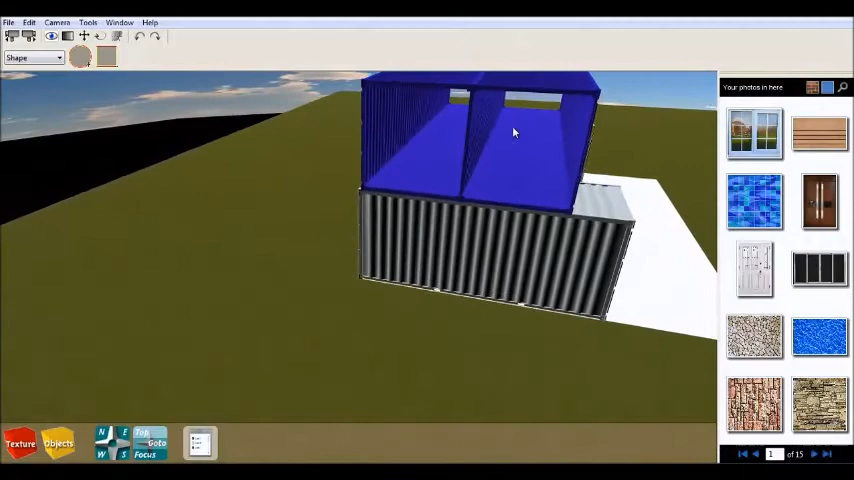 File Edit Camera Tools Window Help
Shape
Your photos in here
Texture
Objects
N E
W S
Top
Goto
Focus
1 of 15